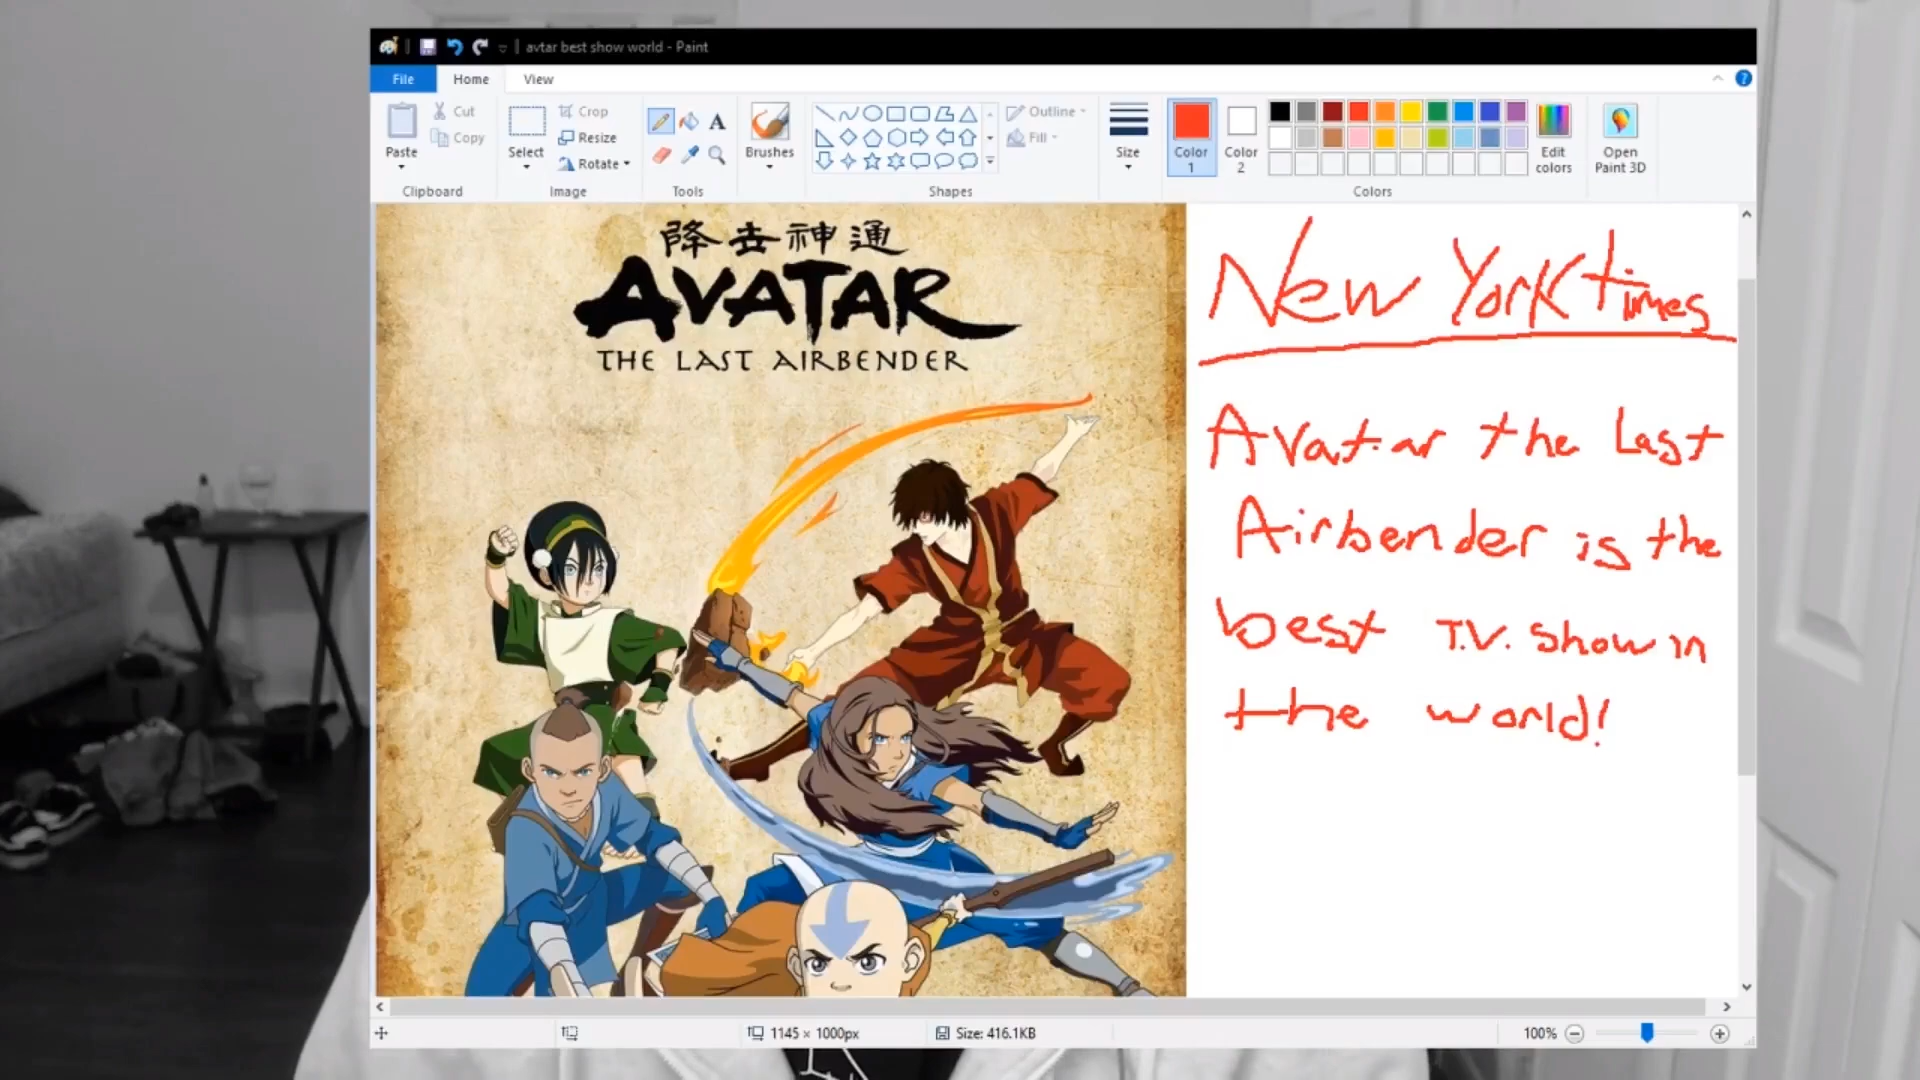 avtar best show world - Paint
File Home View
Paste
Cut
Copy
Clipboard
Select
Crop
Resize
Rotate
Image
A
Tools
Brushes
Shapes
Outline
Fill
Size
Color 1
Color 2
Colors
Edit colors
Open Paint 3D
降去神通
AVATAR
THE LAST AIRBENDER
New York times
Avatar the Last
Airbender is the
best T.V. show in
the world!
1145 × 1000px
Size: 416.1KB
100%